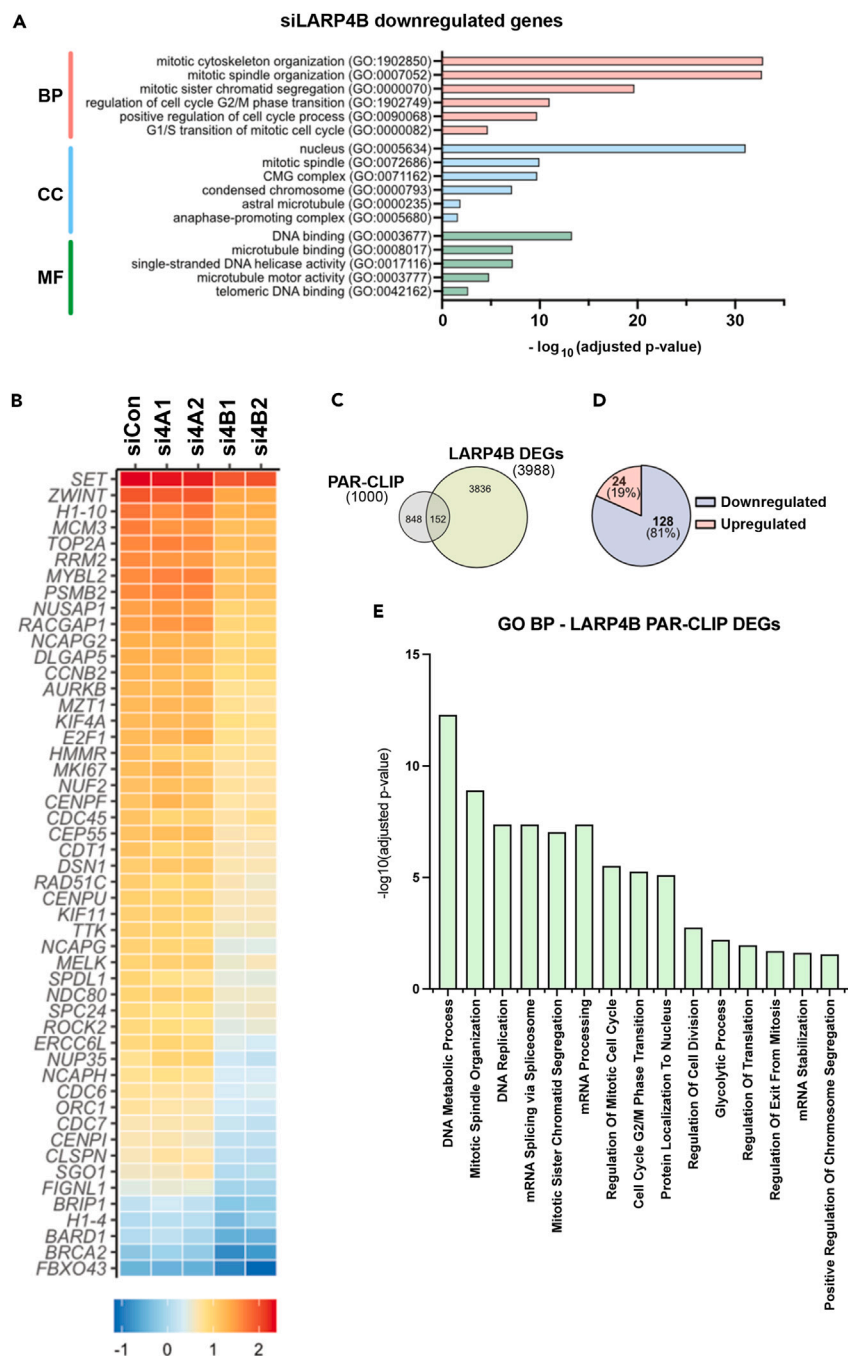 A
siLARP4B downregulated genes
BP
mitotic cytoskeleton organization (GO:1902850)
mitotic spindle organization (GO:0007052)
mitotic sister chromatid segregation (GO:0000070)
regulation of cell cycle G2/M phase transition (GO:1902749)
positive regulation of cell cycle process (GO:0090068)
G1/S transition of mitotic cell cycle (GO:0000082)
CC
nucleus (GO:0005634)
mitotic spindle (GO:0072686)
CMG complex (GO:0071162)
condensed chromosome (GO:0000793)
astral microtubule (GO:0000235)
anaphase-promoting complex (GO:0005680)
MF
DNA binding (GO:0003677)
microtubule binding (GO:0008017)
single-stranded DNA helicase activity (GO:0017116)
microtubule motor activity (GO:0003777)
telomeric DNA binding (GO:0042162)
0 10 20 30
- log10 (adjusted p-value)
B
siCon siA1 si4A2 si4B1 si4B2
SET
ZWINT
H1-10
MCM3
TOP2A
RRM2
MYBL2
PSMB2
NUSAP1
RACGAP1
NCAPG2
DLGAP5
CCNB2
AURKB
MZT1
KIF4A
E2F1
HMMR
MKI67
NUF2
CENPF
CDC45
CEP55
CDT1
DSN1
RAD51C
CENPU
KIF11
TTK
NCAPG
MELK
SPDL1
NDC80
SPC24
ROCK2
ERCC6L
NUP35
NCAPH
CDC6
ORC1
CDC7
CENPI
CLSPN
SGO1
FIGNL1
BRIP1
H1-4
BARD1
BRCA2
FBXO43
-1 0 1 2
C
LARP4B DEGs
(3988)
PAR-CLIP
(1000)
3836
848
152
D
24
(19%)
128
(81%)
Downregulated
Upregulated
E
GO BP - LARP4B PAR-CLIP DEGs
-log10(adjusted p-value)
15
10
5
0
DNA Metabolic Process
Mitotic Spindle Organization
DNA Replication
mRNA Splicing via Spliceosome
Mitotic Sister Chromatid Segregation
mRNA Processing
Regulation Of Mitotic Cell Cycle
Cell Cycle G2/M Phase Transition
Protein Localization To Nucleus
Regulation Of Cell Division
Glycolytic Process
Regulation Of Translation
Regulation Of Exit From Mitosis
mRNA Stabilization
Positive Regulation Of Chromosome Segregation